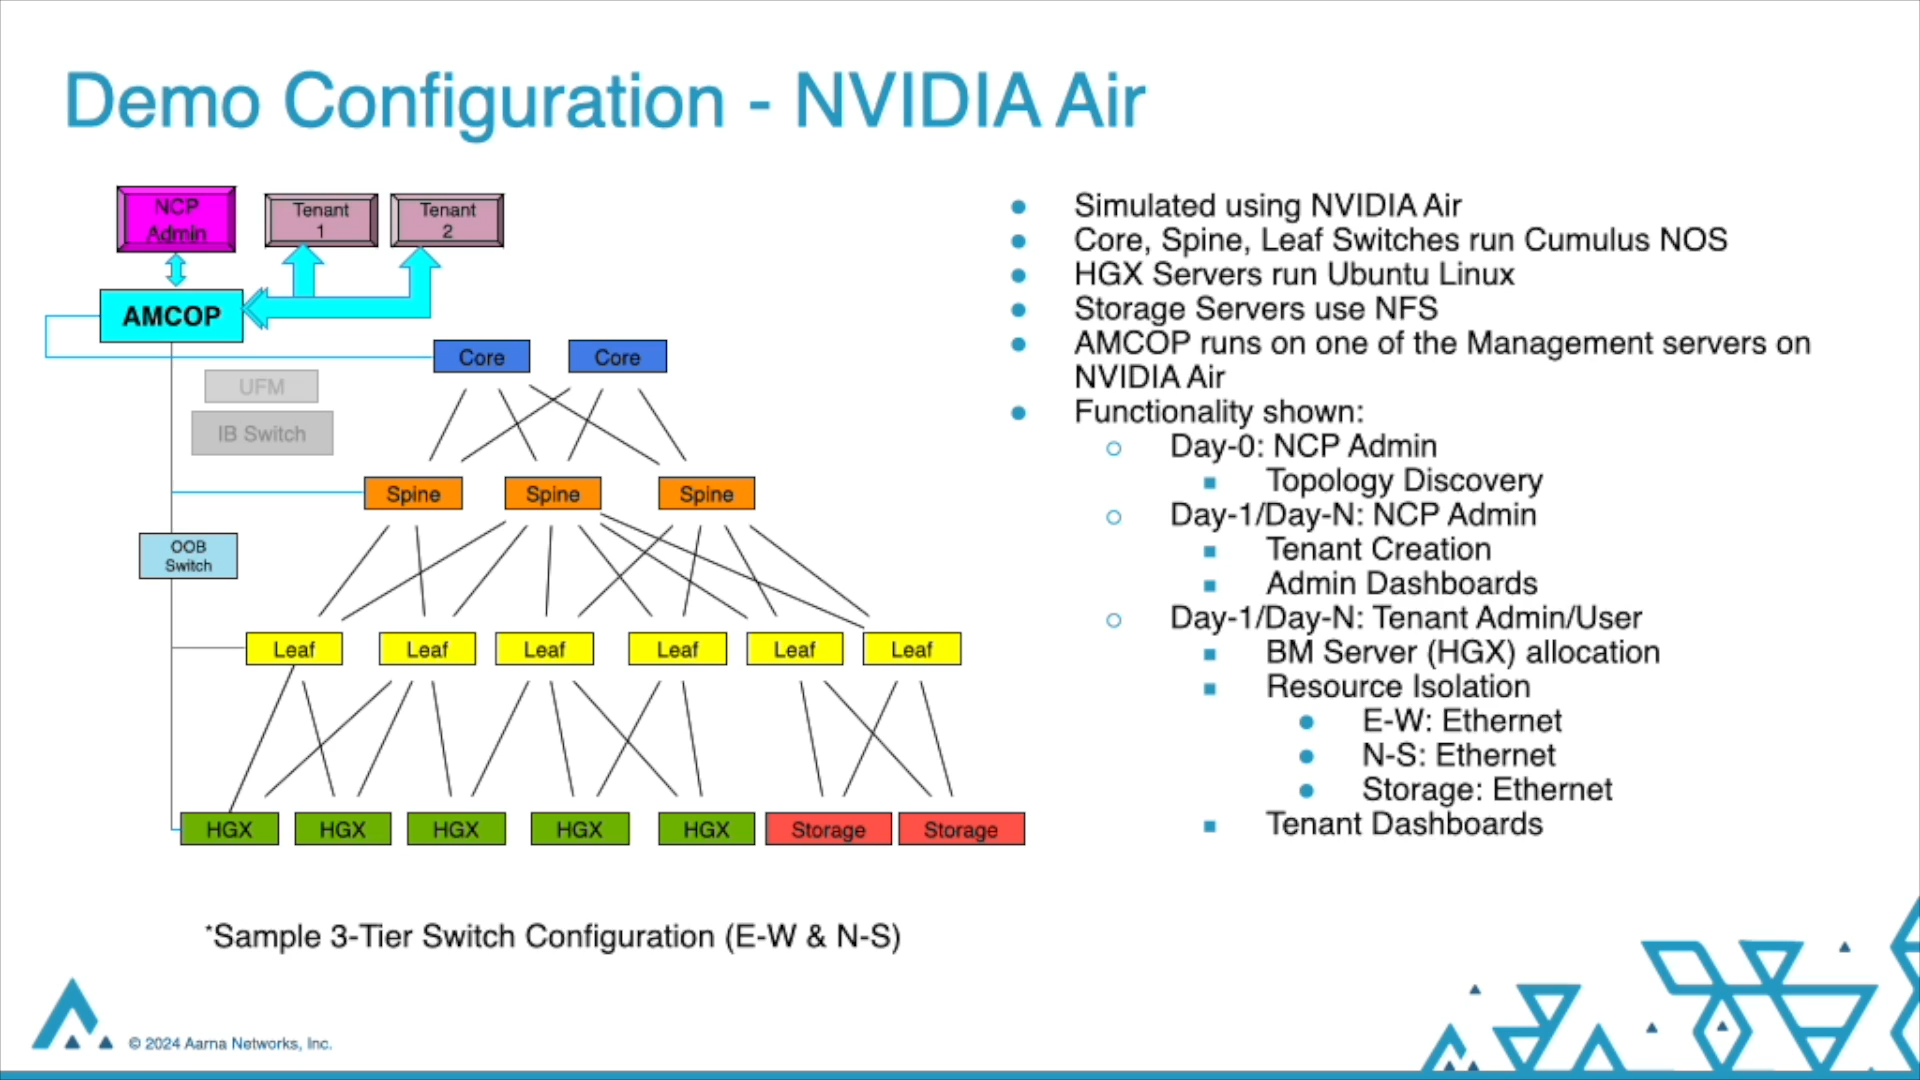 Demo Configuration - NVIDIA Air
NCP
Admin
Tenant
1
Tenant
2
AMCOP
Core
Core
UFM
IB Switch
Spine
Spine
Spine
OOB
Switch
Leaf
Leaf
Leaf
Leaf
Leaf
Leaf
HGX
HGX
HGX
HGX
HGX
Storage
Storage
*Sample 3-Tier Switch Configuration (E-W & N-S)
Simulated using NVIDIA Air
Core, Spine, Leaf Switches run Cumulus NOS
HGX Servers run Ubuntu Linux
Storage Servers use NFS
AMCOP runs on one of the Management servers on
NVIDIA Air
Functionality shown:
Day-0: NCP Admin
Topology Discovery
Day-1/Day-N: NCP Admin
Tenant Creation
Admin Dashboards
Day-1/Day-N: Tenant Admin/User
BM Server (HGX) allocation
Resource Isolation
E-W: Ethernet
N-S: Ethernet
Storage: Ethernet
Tenant Dashboards
© 2024 Aarna Networks, Inc.